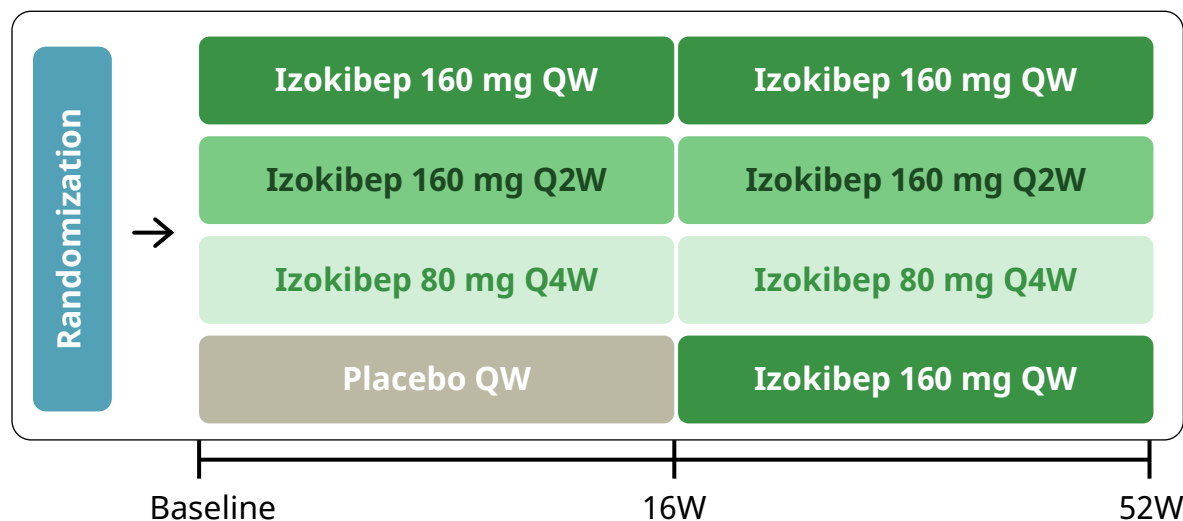 Randomization
Izokibep 160 mg QW
Izokibep 160 mg QW
Izokibep 160 mg Q2W
Izokibep 160 mg Q2W
Izokibep 80 mg Q4W
Izokibep 80 mg Q4W
Placebo QW
Izokibep 160 mg QW
Baseline
16W
52W